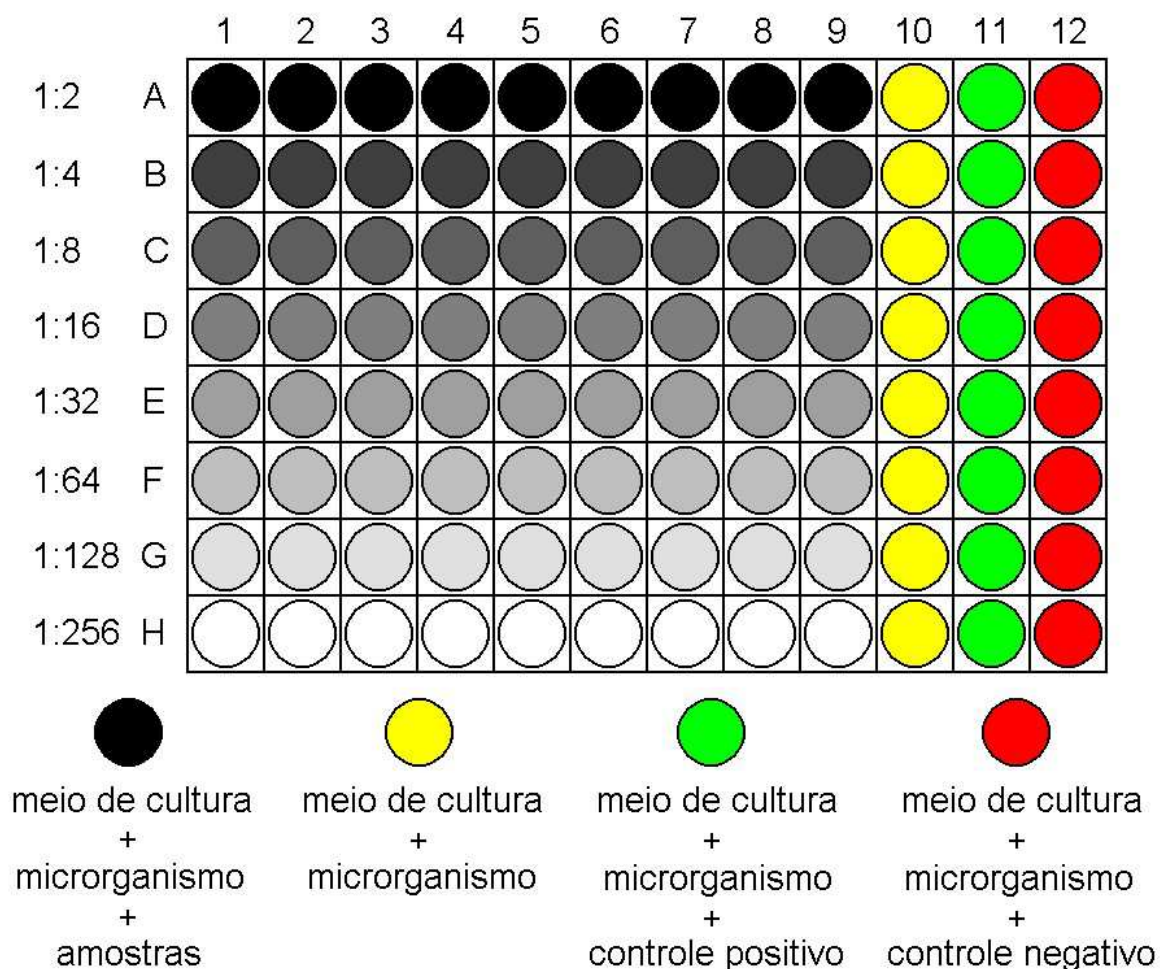 1 2 3 4 5 6 7 8 9 10 11 12
1:2 A
1:4 B
1:8 C
1:16 D
1:32 E
1:64 F
1:128 G
1:256 H
meio de cultura
+
microrganismo
+
amostras
meio de cultura
+
microrganismo
meio de cultura
+
microrganismo
+
controle positivo
meio de cultura
+
microrganismo
+
controle negativo